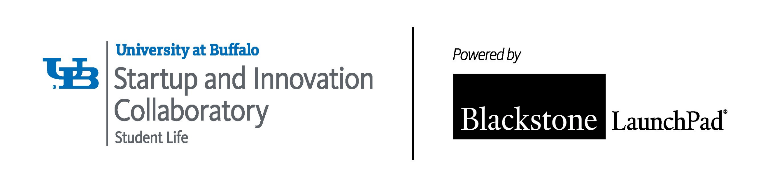 UB
University at Buffalo
Startup and Innovation
Collaboratory
Student Life
Powered by
Blackstone LaunchPad®